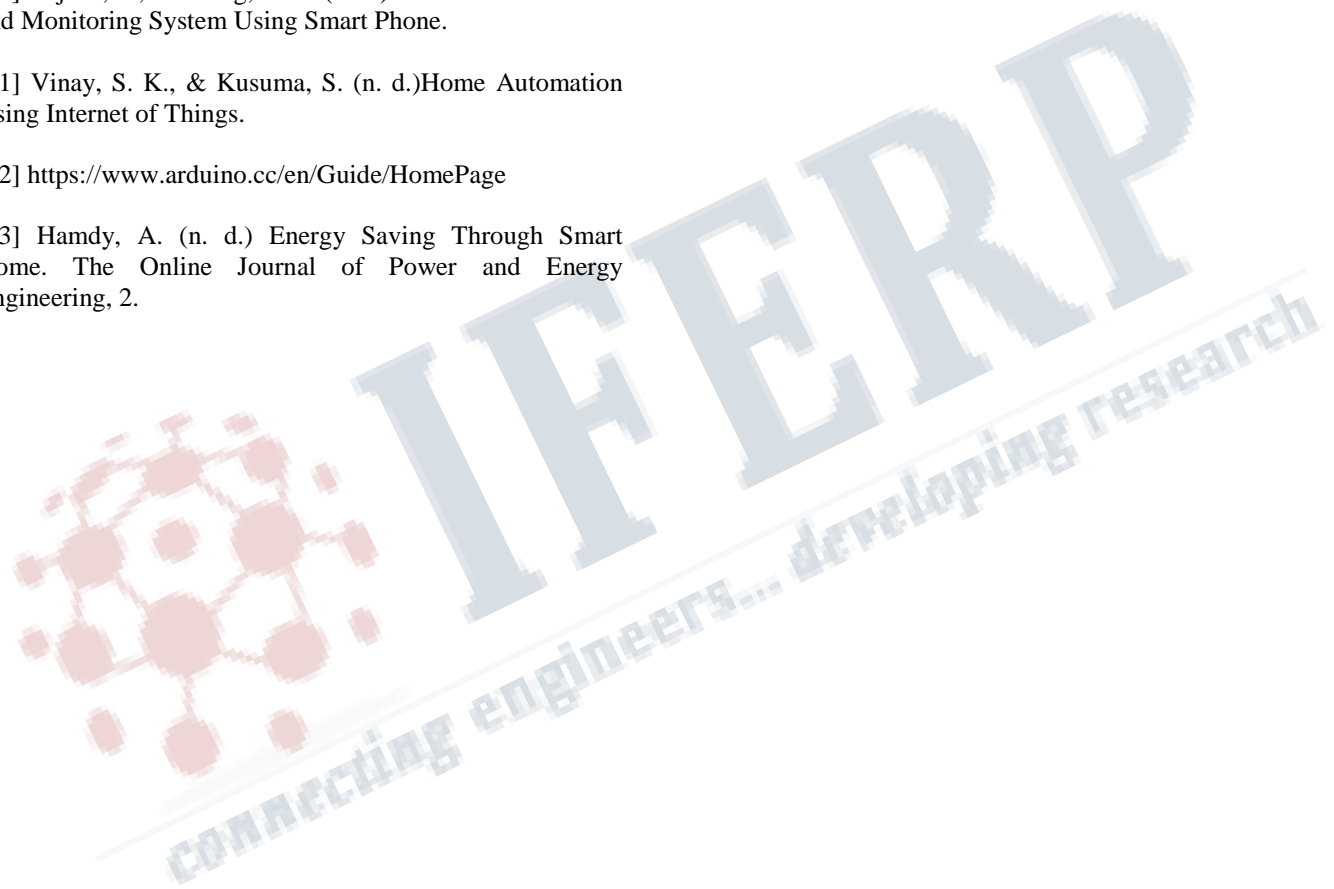 d Monitoring System Using Smart Phone.
1] Vinay, S. K., & Kusuma, S. (n. d.)Home Automation
sing Internet of Things.
2] https://www.arduino.cc/en/Guide/HomePage
3] Hamdy, A. (n. d.) Energy Saving Through Smart
ome. The Online Journal of Power and Energy
ngineering, 2.
IFERP
connecting engineers... developing research